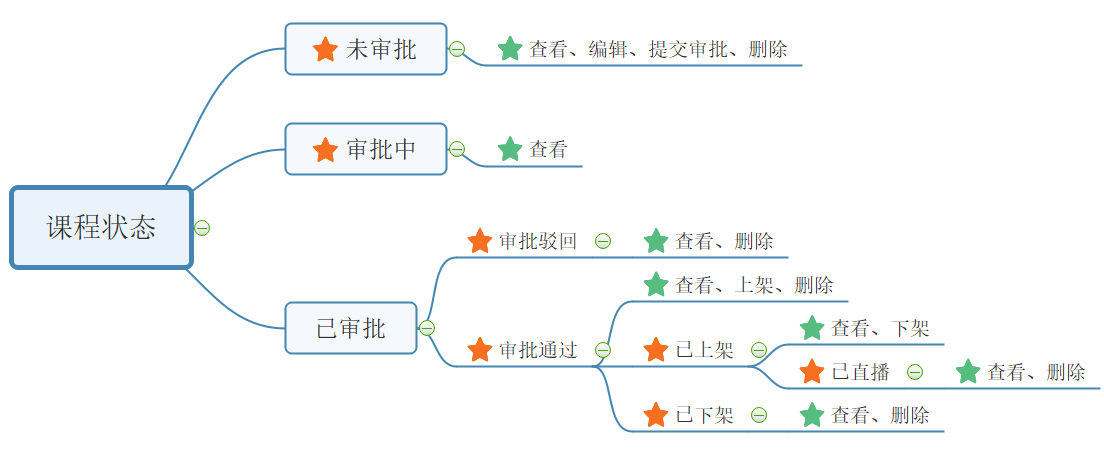 未审批
查看、编辑、提交审批、删除
审批中
查看
课程状态
已审批
审批驳回
查看、删除
审批通过
查看、上架、删除
已上架
查看、下架
已直播
查看、删除
已下架
查看、删除